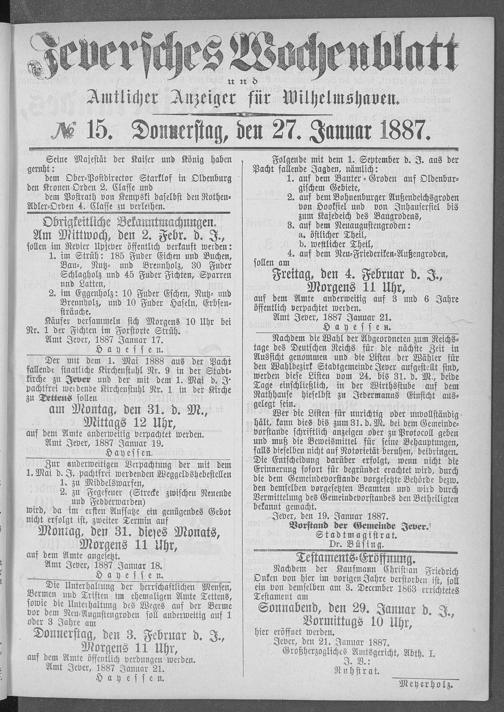 Jeversches Wochenblatt
und
Amtlicher Anzeiger für Wilhelmshaven.
№ 15. Donnerstag, den 27. Januar 1887.
Seine Majestät der Kaiser und König haben
geruht:
dem Ober-Postdirector Starklof in Oldenburg
den Kronen-Orden 2. Classe und
dem Postrath von Kempski daselbst den Rothen-
Adler-Orden 4. Classe zu verleihen.
Obrigkeitliche Bekanntmachungen.
Am Mittwoch, den 2. Febr. d. J.,
sollen im Revier Upjever öffentlich verkauft werden:
1. im Strüh: 185 Fuder Eichen und Buchen,
Bau-, Nutz- und Brennholz, 30 Fuder
Schlagholz und 45 Fuder Fichten, Sparren
und Latten,
2. im Eggenholz: 10 Fuder Eschen, Nutz- und
Brennholz, und 10 Fuder Haseln, Erbsen-
sträuche.
Käufer versammeln sich Morgens 10 Uhr bei
Nr. 1 der Fichten im Forstorte Strüh.
Amt Jever, 1887 Januar 17.
Hayessen.
Der mit dem 1. Mai 1888 aus der Pacht
fallende staatliche Kirchenstuhl Nr. 9 in der Stadt-
kirche zu Jever und der mit dem 1. Mai d. J.
pachtfrei werdende Kirchenstuhl Nr. 1 in der Kirche
zu Tettens sollen
am Montag, den 31. d. M.,
Mittags 12 Uhr,
auf dem Amte anderweitig verpachtet werden.
Amt Jever, 1887 Januar 19.
Hayessen.
Zur anderweitigen Verpachtung der mit dem
1. Mai d. J. pachtfrei werdenden Weggeldshebestellen
1. zu Middelswarfen,
2. zu Fegefeuer (Strecke zwischen Neuende
und Fedderwarden)
wird, da im ersten Aufsatze ein genügendes Gebot
nicht erfolgt ist, zweiter Termin auf
Montag, den 31. dieses Monats,
Morgens 11 Uhr,
auf dem Amte angesetzt.
Amt Jever, 1887 Januar 18.
Hayessen.
Die Unterhaltung der herrschaftlichen
Bermen und Triften im ehemaligen Amte Tettens,
sowie die Unterhaltung des Weges auf der Berme
vor dem Neu-Augustengroden soll anderweitig auf 1
oder 3 Jahre am
Donnerstag, den 3. Februar d. J.,
Morgens 11 Uhr,
auf dem Amte öffentlich verdungen werden.
Amt Jever, 1887 Januar 21.
Hayessen.
Folgende mit dem 1. September d. J. aus der
Pacht fallende Jagden, nämlich:
1. auf dem Banter-Groden auf Oldenbur-
gischem Gebiete,
2. auf dem Bohnenburger Außendeichsgroden
von Hooksiel und von Inhausersiel bis
zum Kajedeich des Baugrodens,
3. auf dem Neuaugustengroden:
a. östlicher Theil,
b. westlicher Theil,
4. auf dem Neu-Friederiken-Außengroden,
sollen am
Freitag, den 4. Februar d. J.,
Morgens 11 Uhr,
auf dem Amte anderweitig auf 3 und 6 Jahre
öffentlich verpachtet werden.
Amt Jever, 1887 Januar 21.
Hayessen.
Nachdem die Wahl der Abgeordneten zum Reichs-
tage des Deutschen Reichs für die nächste Zeit in
Aussicht genommen und die Listen der Wähler für
den Wahlbezirk Stadtgemeinde Jever aufgestellt sind,
werden diese Listen vom 24. bis 31. d. M., beide
Tage einschließlich, in der Wirthsstube auf dem
Rathhause hieselbst zu Jedermanns Einsicht aus-
gelegt sein.
Wer die Listen für unrichtig oder unvollständig
hält, kann dies bis zum 31. d. M. bei dem Gemeinde-
vorstande schriftlich anzeigen oder zu Protocoll geben
und muß die Beweismittel für seine Behauptungen,
falls dieselben nicht auf Notorietät beruhen, beibringen.
Die Entscheidung darüber erfolgt, wenn nicht die
Erinnerung sofort für begründet erachtet wird, durch
die dem Gemeindevorstande vorgesetzte Behörde bezw.
den demselben vorgesetzten Beamten und wird durch
Vermittelung des Gemeindevorstandes den Betheiligten
bekannt gemacht.
Jever, den 19. Januar 1887.
Vorstand der Gemeinde Jever.
Stadtmagistrat.
Dr. Büsing.
Testaments-Eröffnung.
Nachdem der Kaufmann Christian Friedrich
Onken von hier im vorigen Jahre verstorben ist, soll
ein von demselben am 3. December 1863 errichtetes
Testament am
Sonnabend, den 29. Januar d. J.,
Vormittags 10 Uhr,
hier eröffnet werden.
Jever, den 21. Januar 1887.
Großherzogliches Amtsgericht, Abth. I.
J. V.:
Ruhstrat.
Meyerholz.